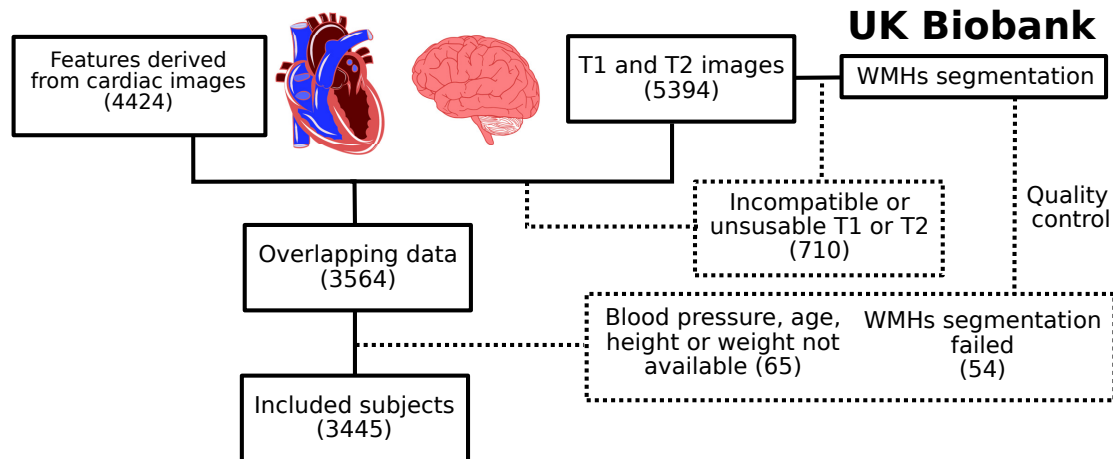 UK Biobank
Features derived
from cardiac images
(4424)
T1 and T2 images
(5394)
WMHs segmentation
Incompatible or
unsusable T1 or T2
(710)
Quality
control
Overlapping data
(3564)
Blood pressure, age,
height or weight not
available (65)
WMHs segmentation
failed
(54)
Included subjects
(3445)